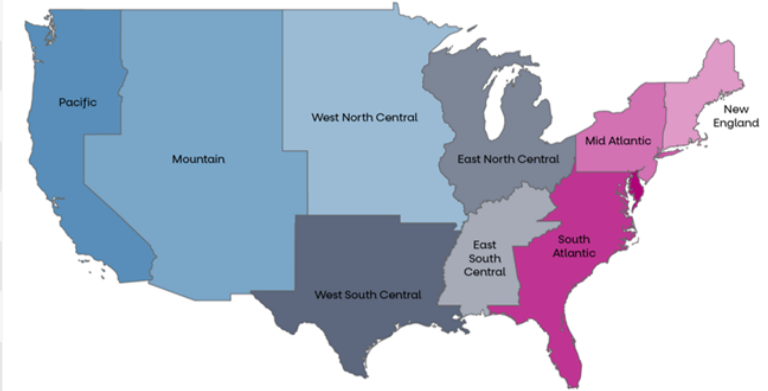 Pacific
Mountain
West North Central
East North Central
Mid Atlantic
New
England
East
South
Central
South
Atlantic
West South Central